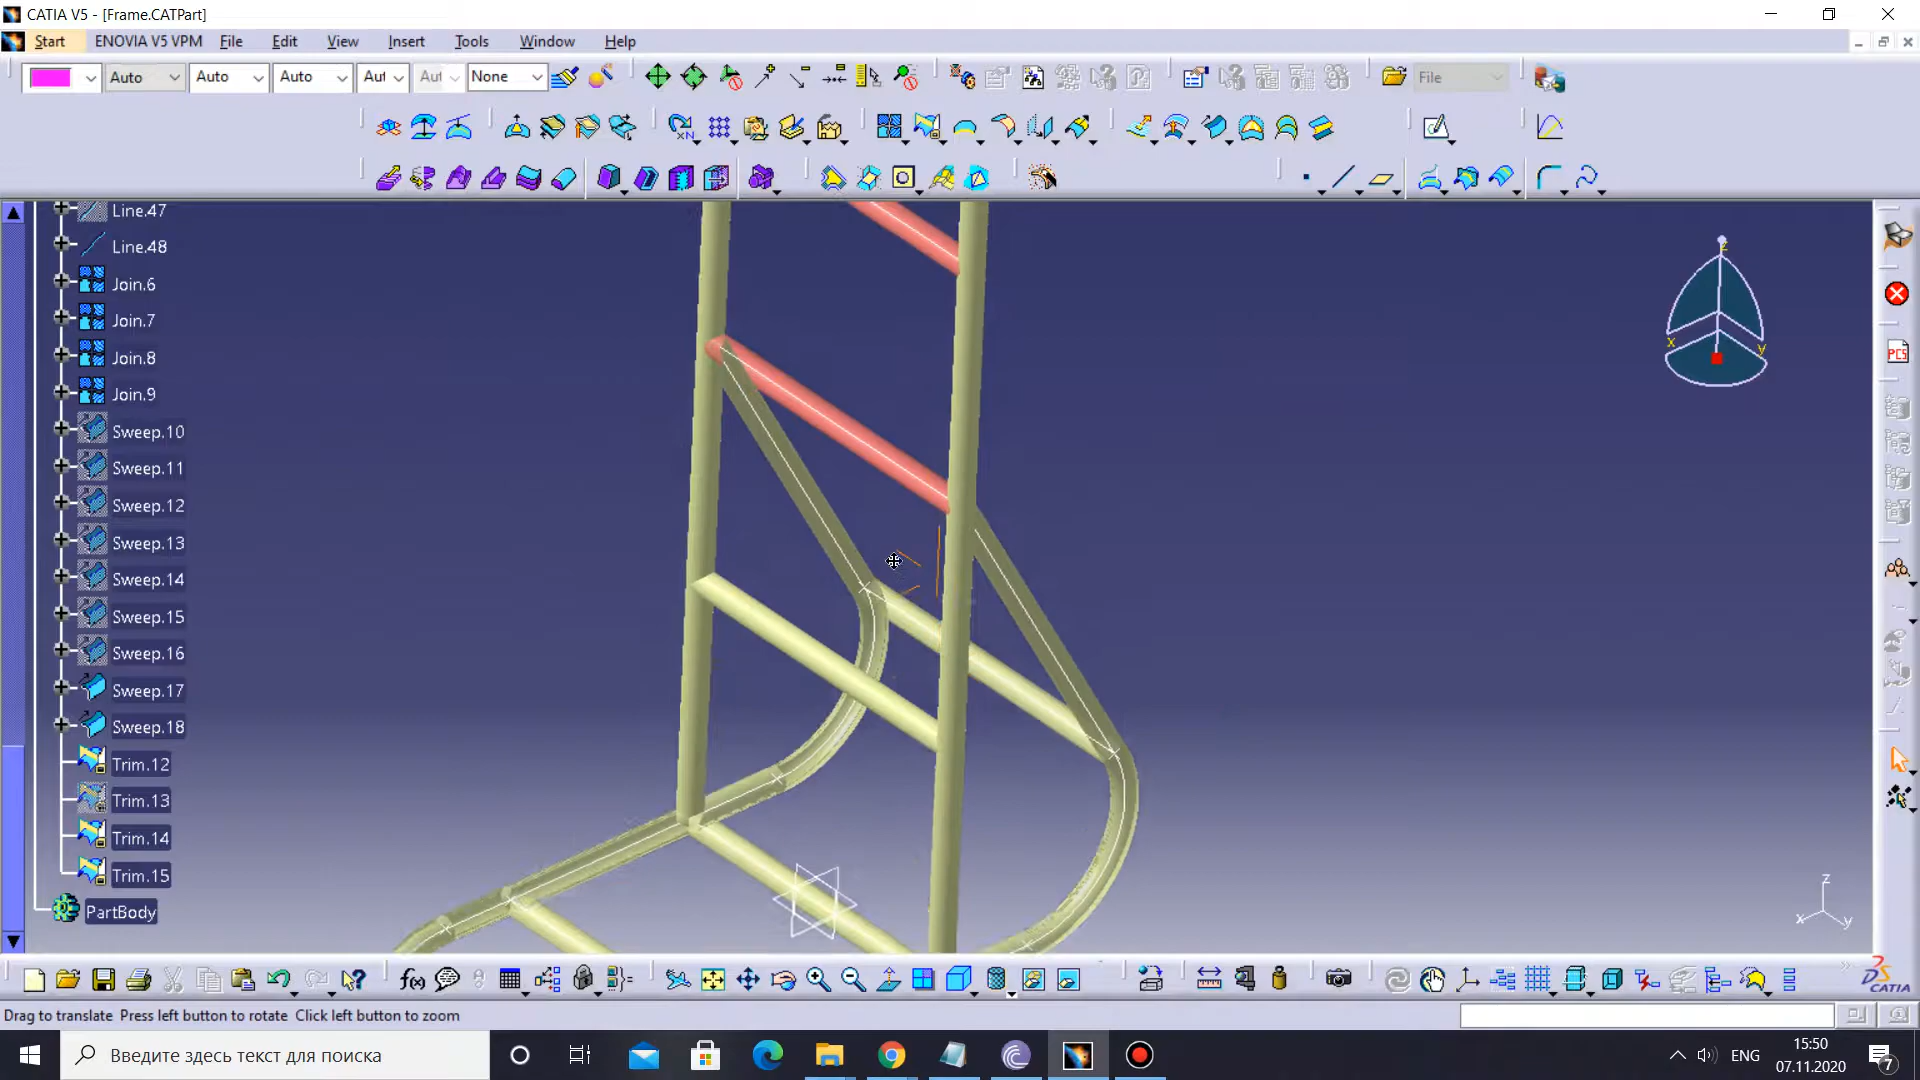 CATIA V5 - [Frame.CATPart]
Start ENOVIA V5 VPM File Edit View Insert Tools Window Help
Auto Auto Auto Aut Aut None File
Line.47
Line.48
Join.6
Join.7
Join.8
Join.9
Sweep.10
Sweep.11
Sweep.12
Sweep.13
Sweep.14
Sweep.15
Sweep.16
Sweep.17
Sweep.18
Trim.12
Trim.13
Trim.14
Trim.15
PartBody
z
x y
z
x y
PCS
f(x)
CATIA
Drag to translate Press left button to rotate Click left button to zoom
Введите здесь текст для поиска
ENG
15:50
07.11.2020
7